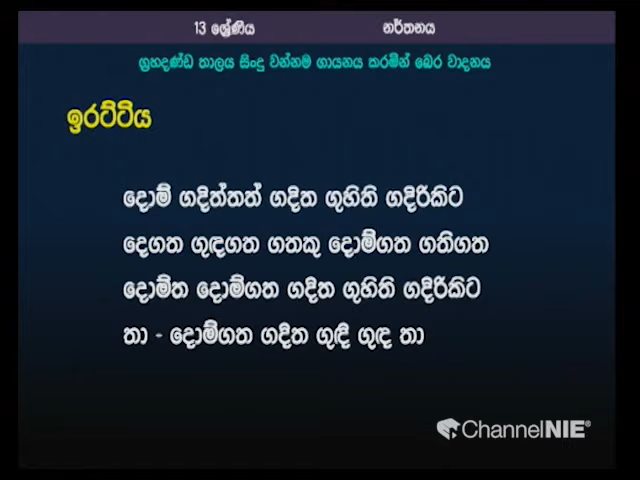 13 ශ්‍රේණිය නර්තනය
ග්‍රහදණ්ඩ තාලය සිංදු වන්නම ගායනය කරමින් බෙර වාදනය
ඉරට්ටිය
දොම් ගදිත්තත් ගදිත ගුහිති ගදිරිකිට
දෙගත ගුඳගත ගතකු දොම්ගත ගතිගත
දොම්ත දොම්ගත ගදිත ගුහිති ගදිරිකිට
තා - දොම්ගත ගදිත ගුඳි ගුඳ තා
ChannelNIE®